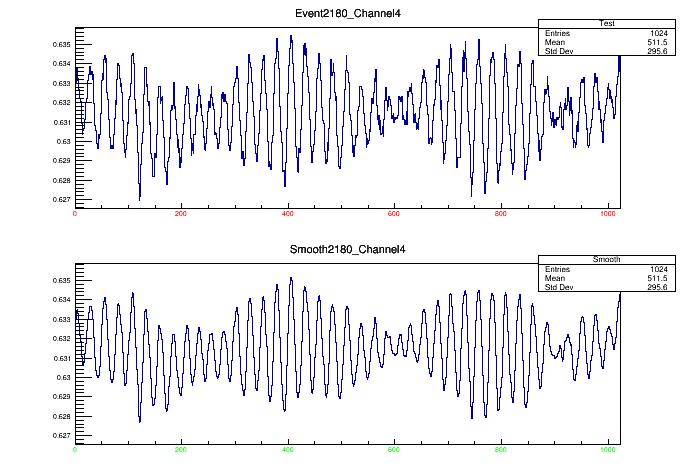 Event2180_Channel4
Test
Entries 1024
Mean 511.5
Std Dev 295.6
0.635
0.634
0.633
0.632
0.631
0.63
0.629
0.628
0.627
0 200 400 600 800 1000
Smooth2180_Channel4
Smooth
Entries 1024
Mean 511.5
Std Dev 295.6
0.635
0.634
0.633
0.632
0.631
0.63
0.629
0.628
0.627
0 200 400 600 800 1000